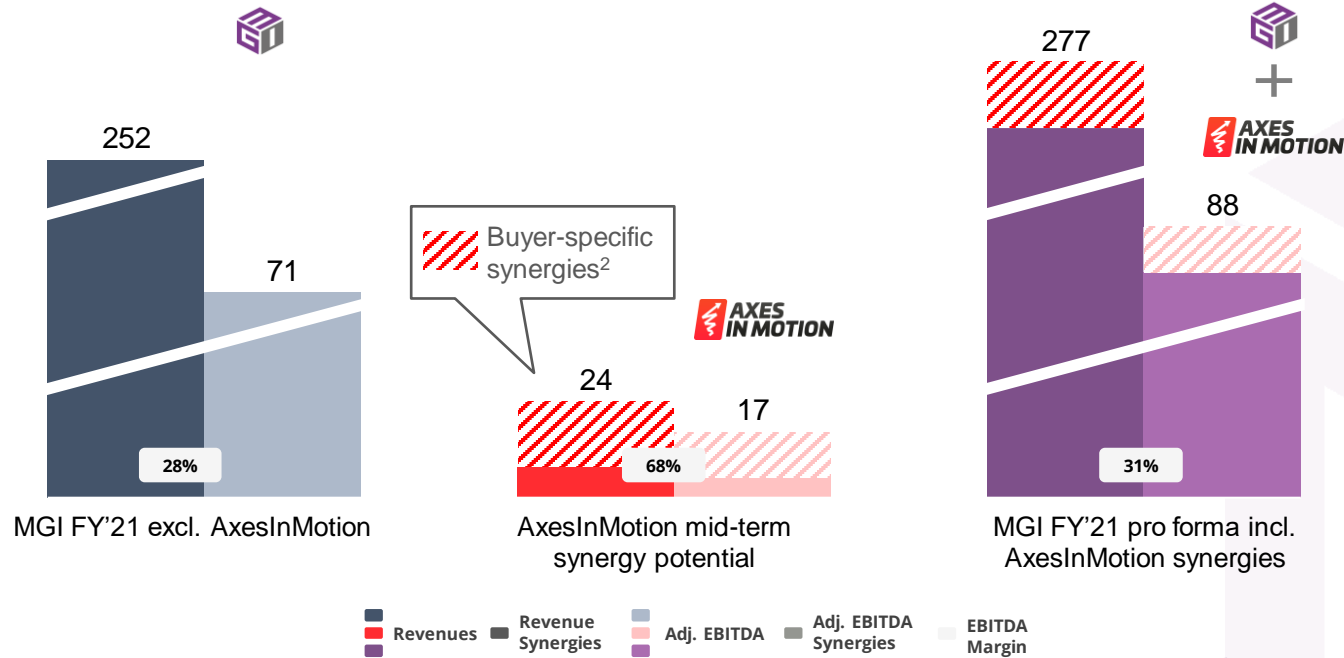 MGI
252
71
28%
MGI FY’21 excl. AxesInMotion
Buyer-specific
synergies²
AXES
IN MOTION
24
17
68%
AxesInMotion mid-term
synergy potential
MGI
+
AXES
IN MOTION
277
88
31%
MGI FY’21 pro forma incl.
AxesInMotion synergies
Revenues
Revenue
Synergies
Adj. EBITDA
Adj. EBITDA
Synergies
EBITDA
Margin